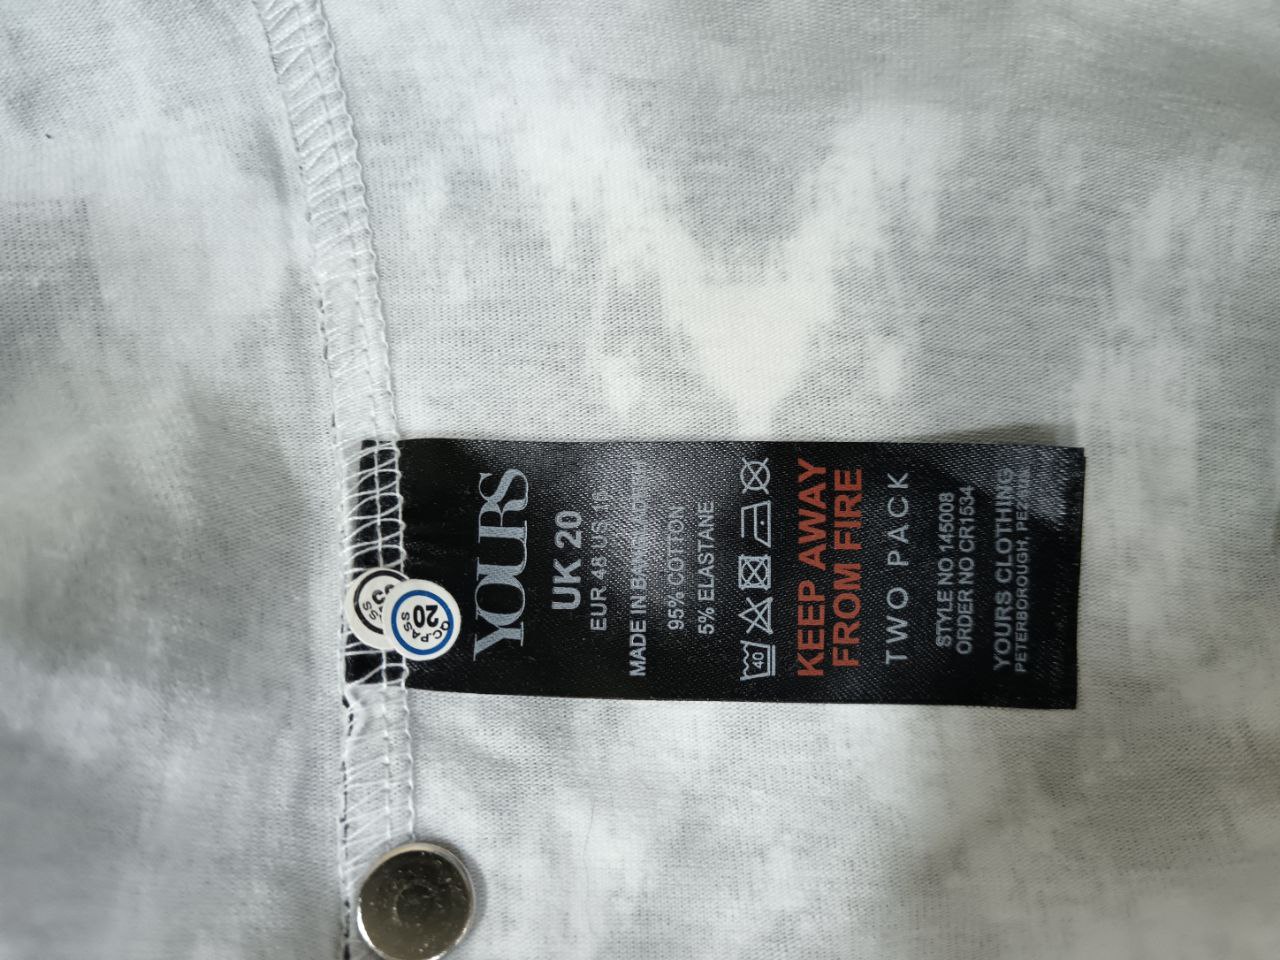 YOURS
UK 20
EUR 48 US 16
MADE IN BANGLADESH
95% COTTON
5% ELASTANE
40
KEEP AWAY
FROM FIRE
TWO PACK
STYLE NO 145008
ORDER NO CR1534
YOURS CLOTHING
PETERBOROUGH,
QC.PASS
20